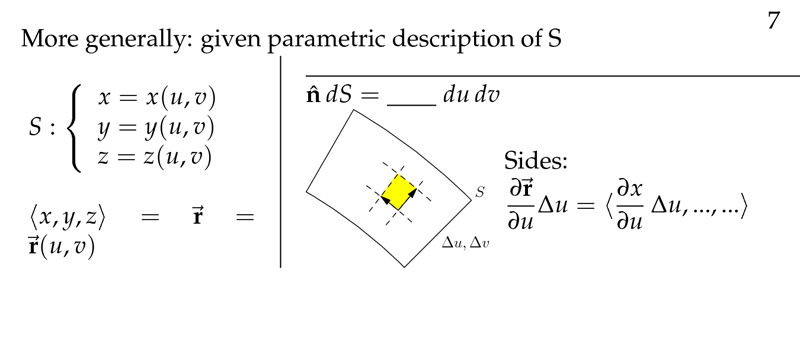 7
More generally: given parametric description of S
S : { x = x(u, v)
y = y(u, v)
z = z(u, v)
⟨x, y, z⟩ = r⃗ =
r⃗(u, v)
n̂ dS = ____ du dv
S
Δu, Δv
Sides:
∂r⃗/∂u Δu = ⟨∂x/∂u Δu, ..., ...⟩